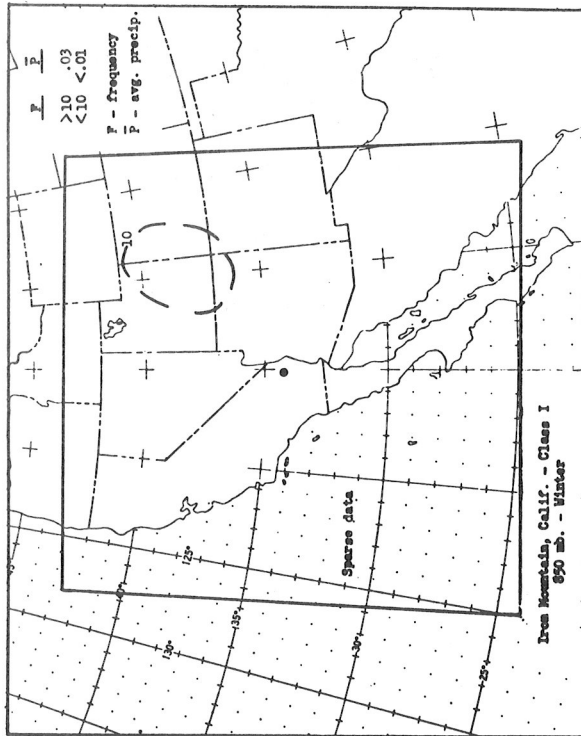 F P̄
>10 .03
<10 <.01
F - frequency
P̄ - avg. precip.
10
125°
130°
40°
35°
30°
25°
Sparse data
Iron Mountain, Calif. - Class I
850 mb. - Winter